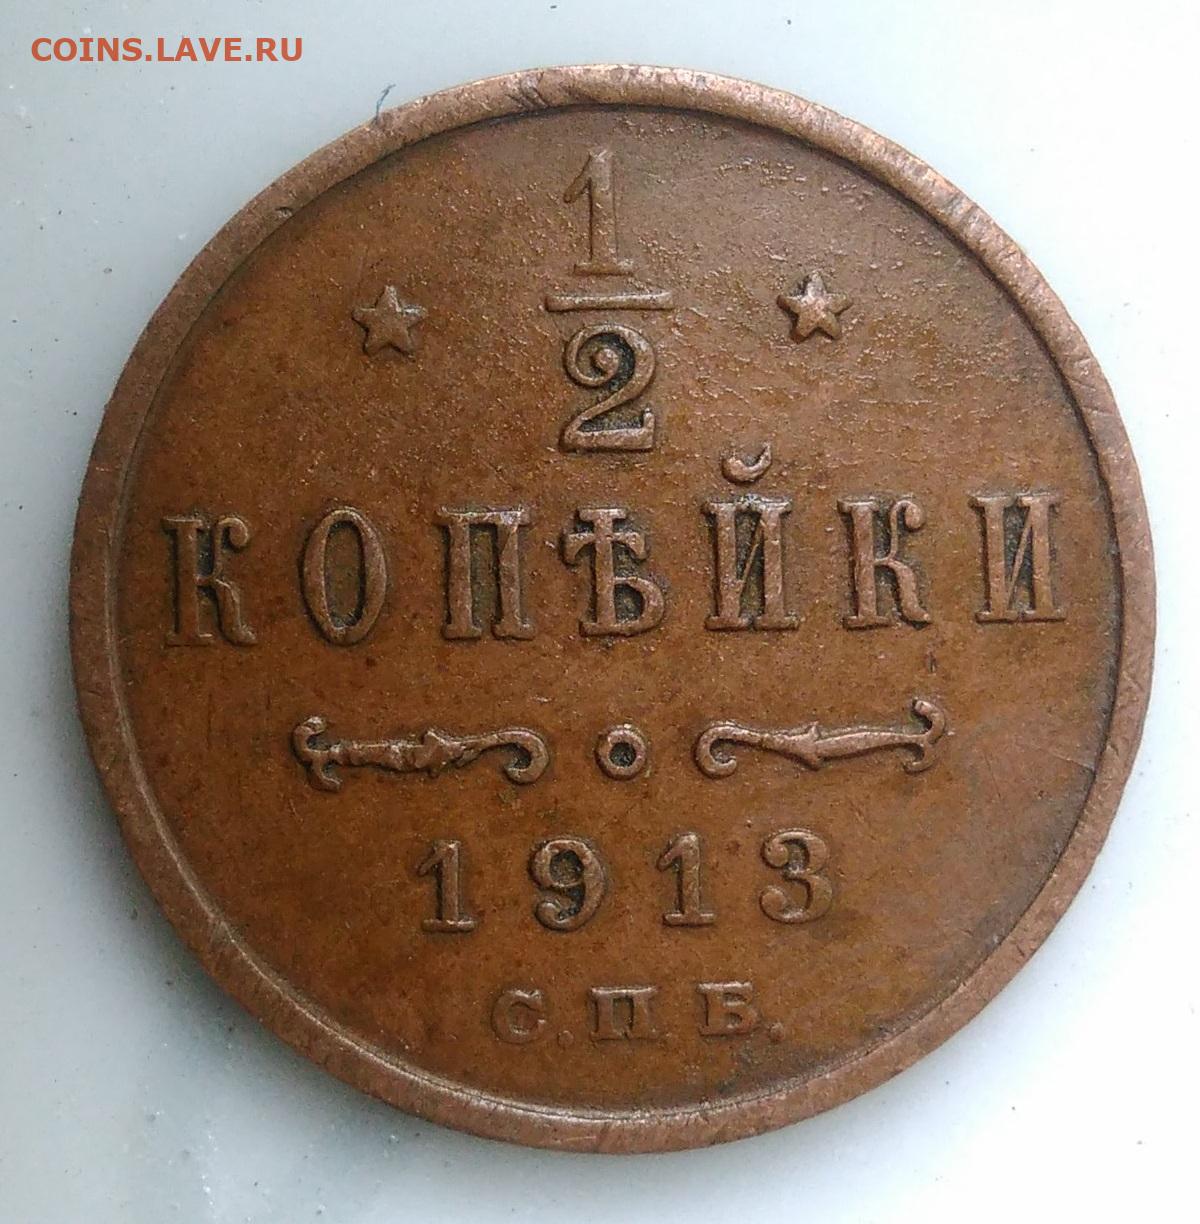 COINS.LAVE.RU
1
2
КОПѢЙКИ
1913
С.П.Б.